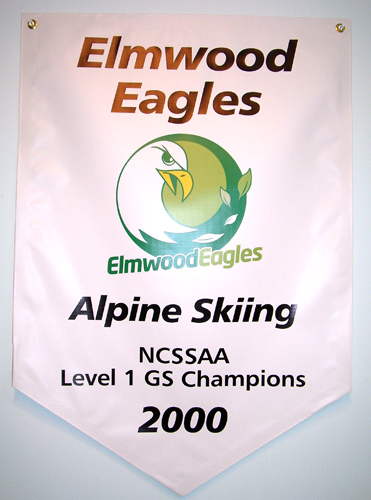 Elmwood
Eagles
ElmwoodEagles
Alpine Skiing
NCSSAA
Level 1 GS Champions
2000